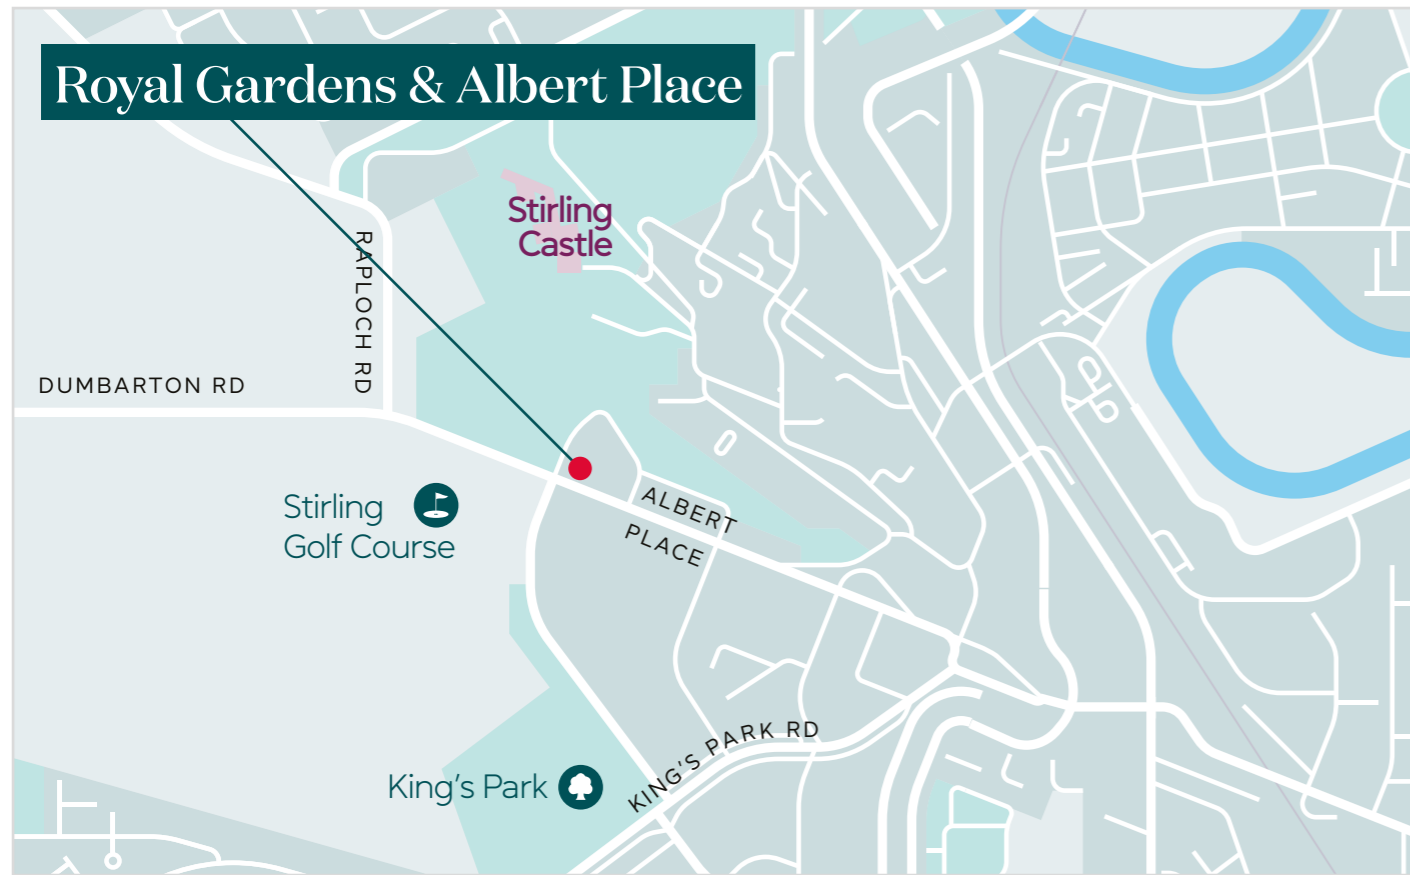 Royal Gardens & Albert Place
Stirling
Castle
RAPLOCH RD
DUMBARTON RD
Stirling
Golf Course
ALBERT
PLACE
KING'S PARK RD
King's Park